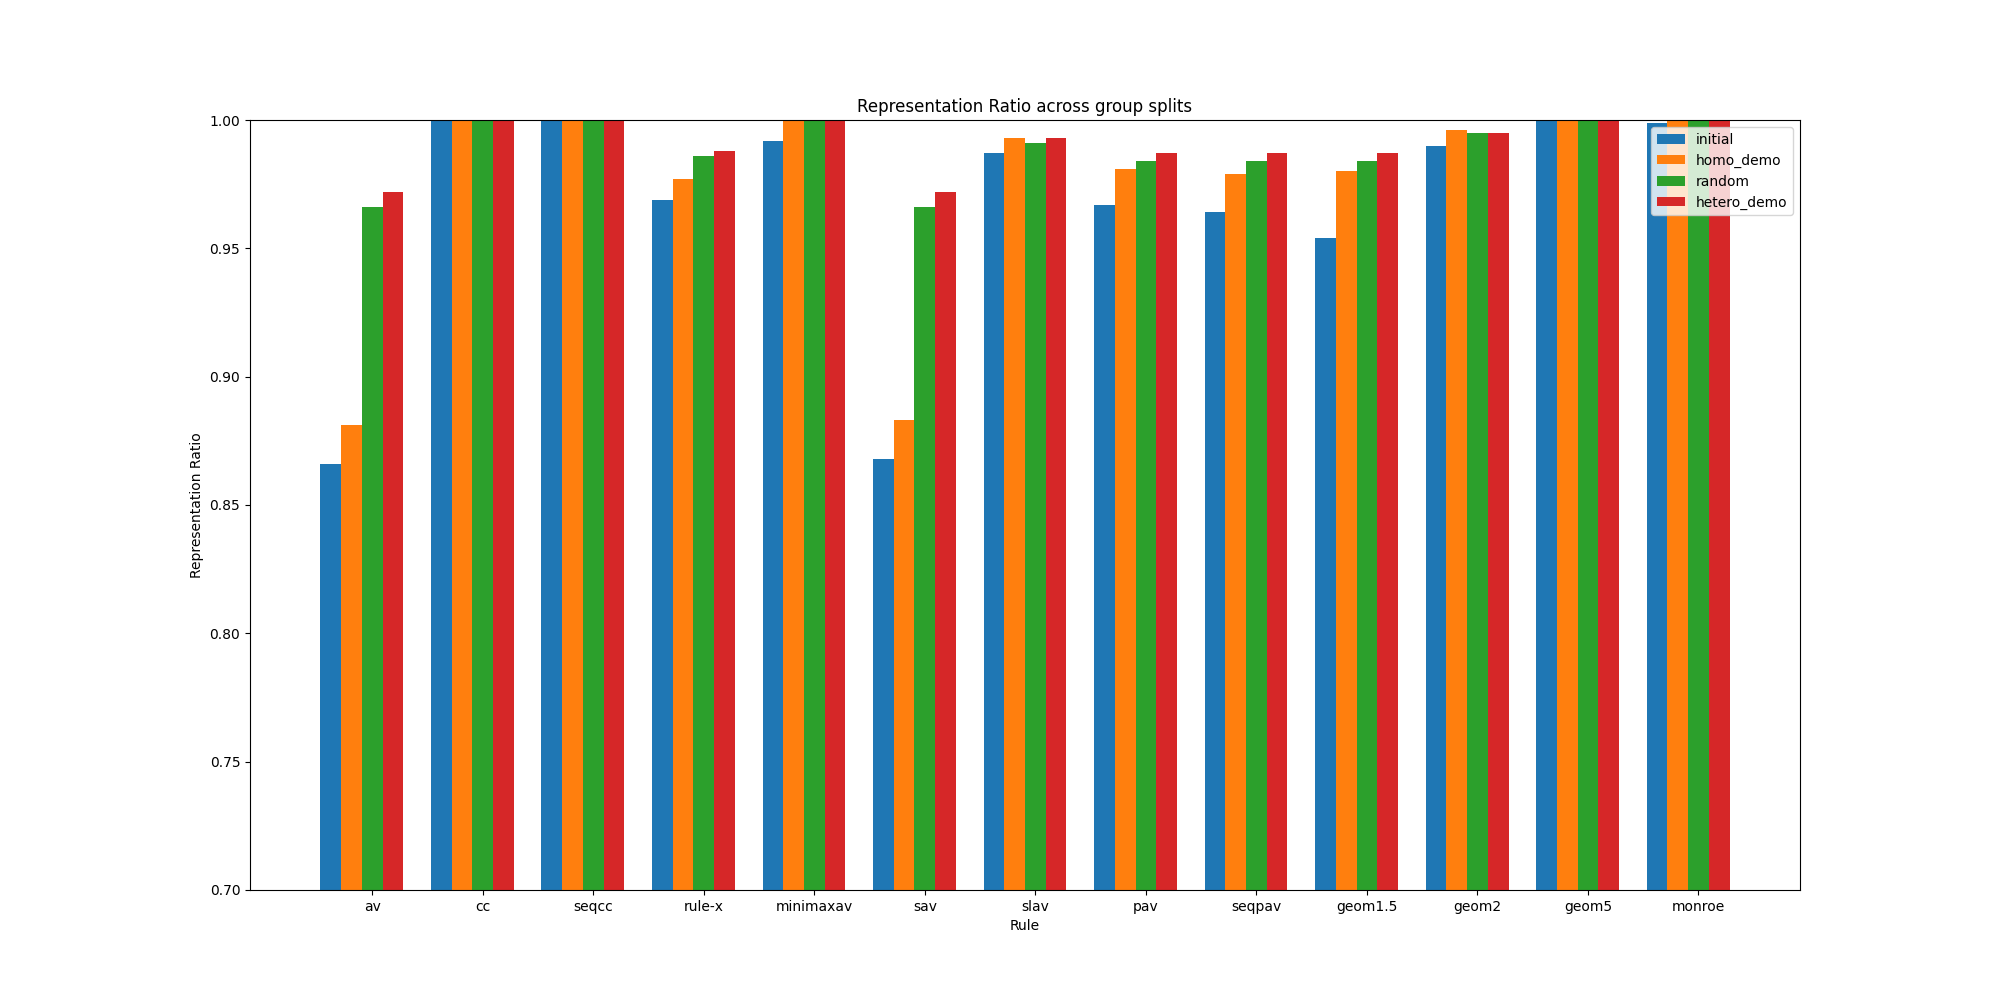 Representation Ratio across group splits
1.00
0.95
0.90
0.85
0.80
0.75
0.70
Representation Ratio
initial
homo_demo
random
hetero_demo
av cc seqcc rule-x minimaxav sav slav pav seqpav geom1.5 geom2 geom5 monroe
Rule